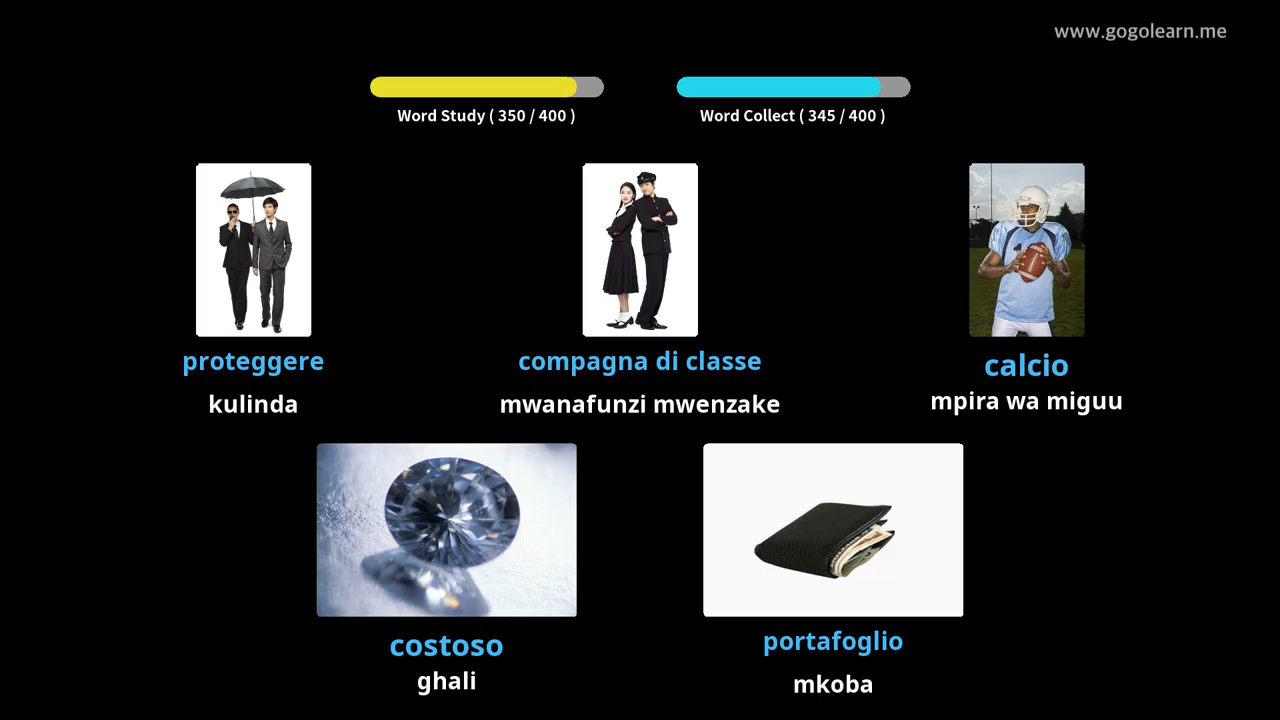 www.gogolearn.me
Word Study ( 350 / 400 )
Word Collect ( 345 / 400 )
proteggere
kulinda
compagna di classe
mwanafunzi mwenzake
calcio
mpira wa miguu
costoso
ghali
portafoglio
mkoba